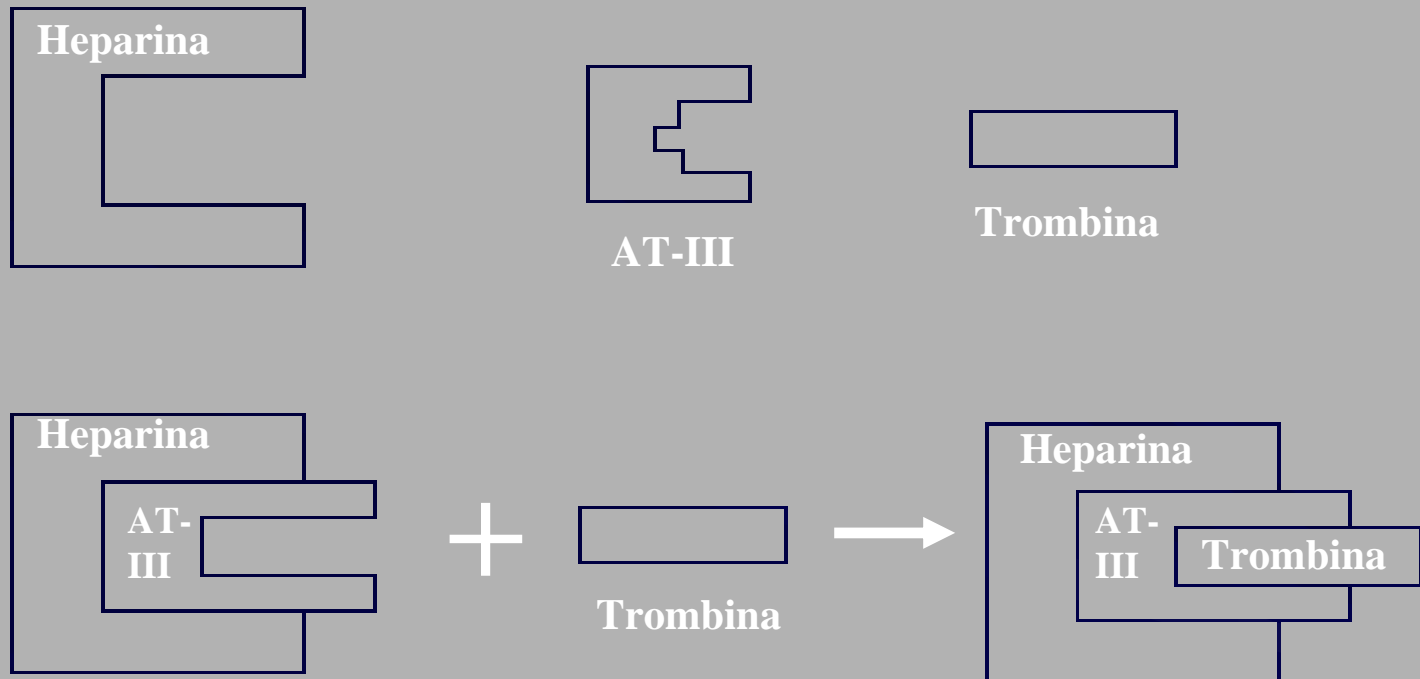 Heparina
Trombina
AT-III
Heparina
AT-
III
Trombina
Heparina
AT-
III
Trombina